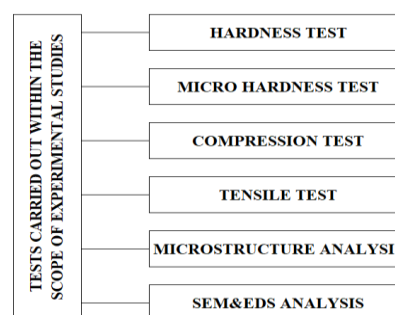 TESTS CARRIED OUT WITHIN THE
SCOPE OF EXPERIMENTAL STUDIES
HARDNESS TEST
MICRO HARDNESS TEST
COMPRESSION TEST
TENSILE TEST
MICROSTRUCTURE ANALYSI
SEM&EDS ANALYSIS